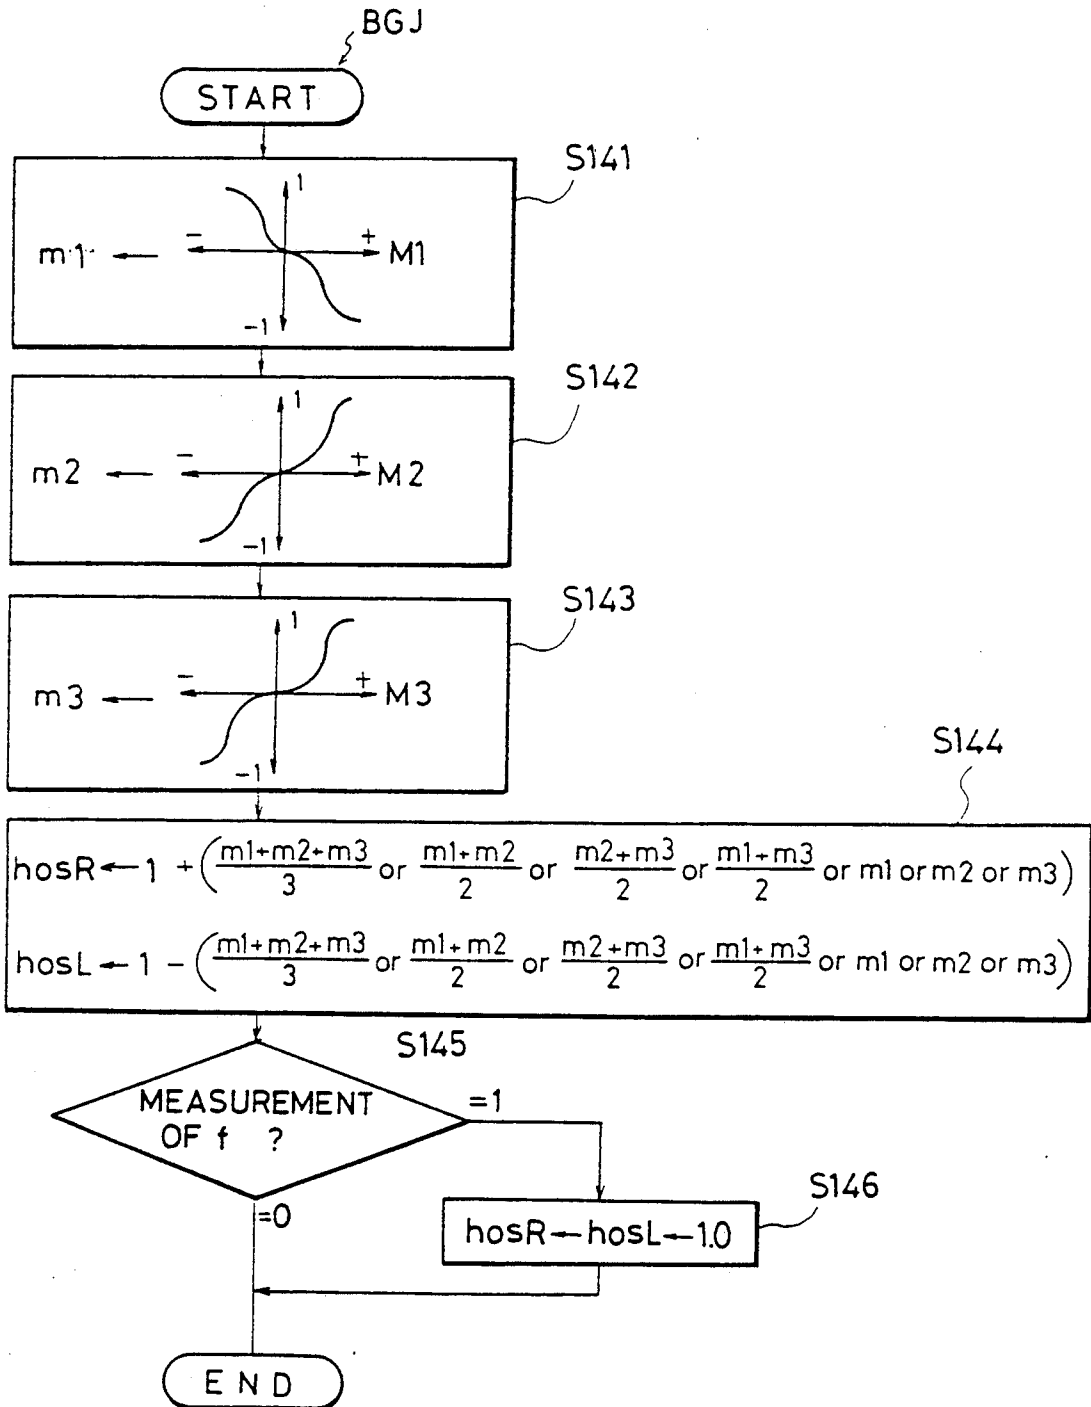 BGJ
START
S141
1
m1 ← − + M1
−1
S142
1
m2 ← − + M2
−1
S143
1
m3 ← − + M3
−1
S144
hosR ← 1 + (m1+m2+m3/3 or m1+m2/2 or m2+m3/2 or m1+m3/2 or m1 or m2 or m3)
hosL ← 1 − (m1+m2+m3/3 or m1+m2/2 or m2+m3/2 or m1+m3/2 or m1 or m2 or m3)
S145
MEASUREMENT
OF f ?
=1
=0
S146
hosR ← hosL ← 1.0
END